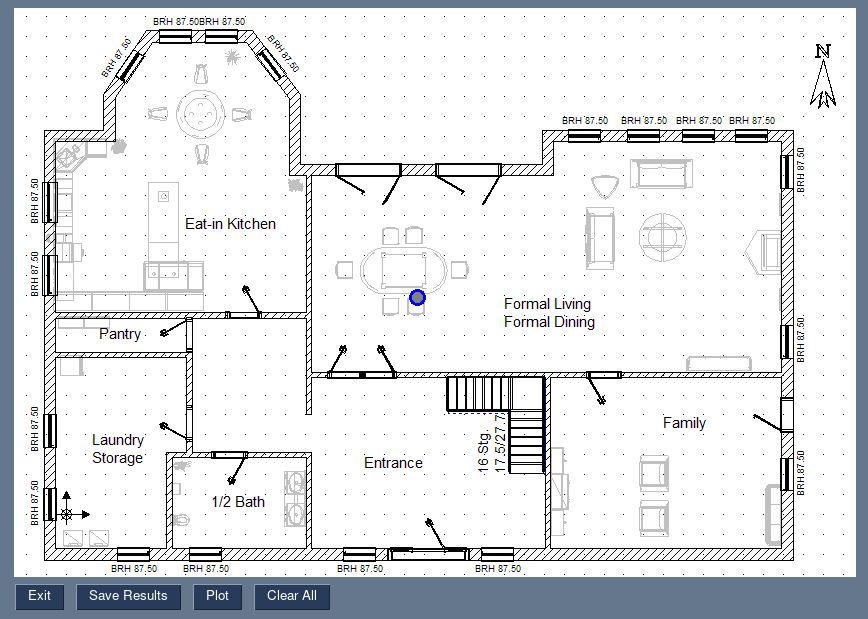 BRH 87.50 BRH 87.50
BRH 87.50
BRH 87.50
N
BRH 87.50 BRH 87.50 BRH 87.50 BRH 87.50
BRH 87.50
BRH 87.50
Eat-in Kitchen
BRH 87.50
Formal Living
Formal Dining
Pantry
BRH 87.50
BRH 87.50
Family
Laundry
Storage
Entrance
16 Stg.
17.5/27.7
BRH 87.50
BRH 87.50
1/2 Bath
BRH 87.50 BRH 87.50 BRH 87.50 BRH 87.50
Exit Save Results Plot Clear All